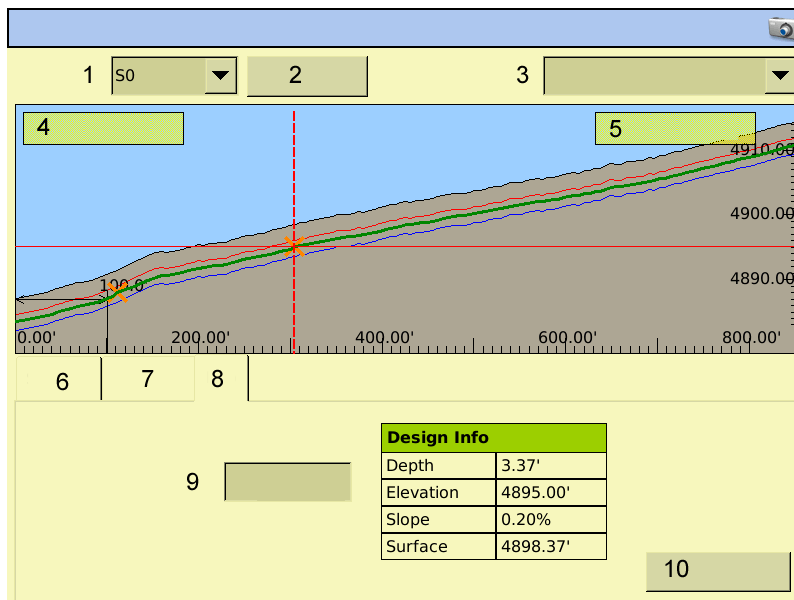 1 S0 2 3
4 5
4910.00
4900.00
4890.00
100.0
0.00' 200.00' 400.00' 600.00' 800.00'
6 7 8
Design Info
Depth 3.37'
9
Elevation 4895.00'
Slope 0.20%
Surface 4898.37'
10